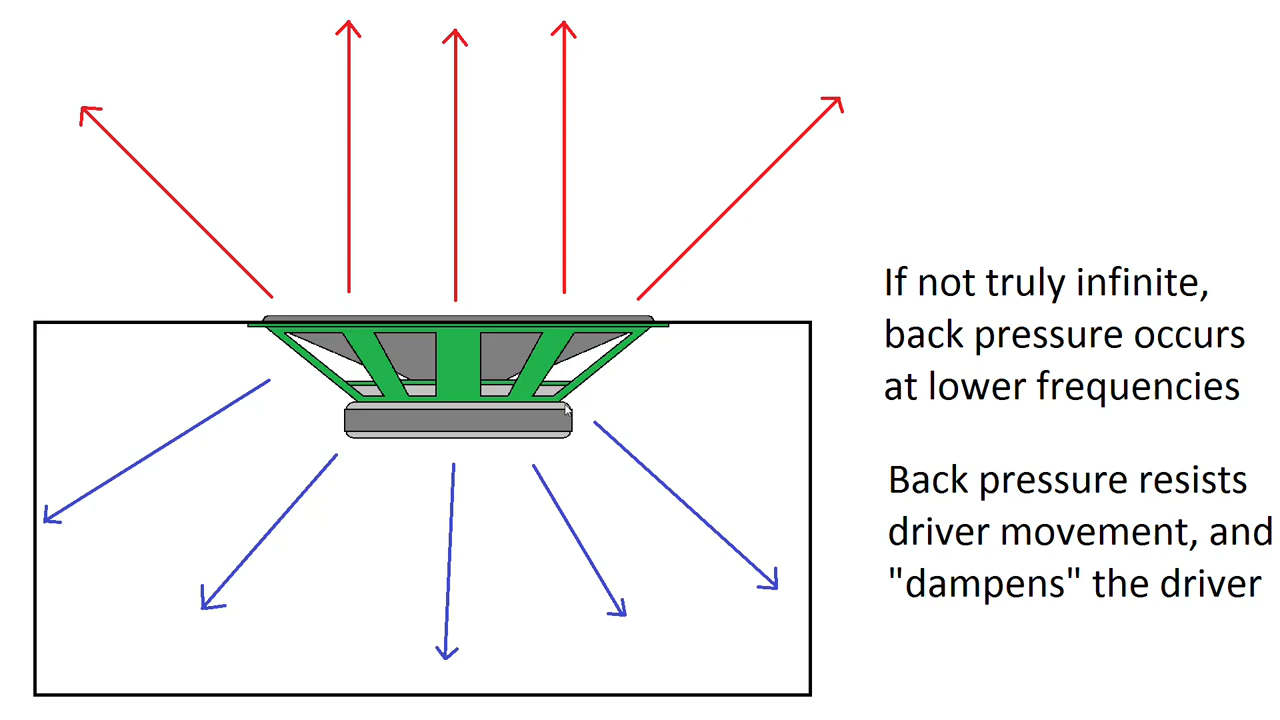 If not truly infinite,
back pressure occurs
at lower frequencies
Back pressure resists
driver movement, and
"dampens" the driver